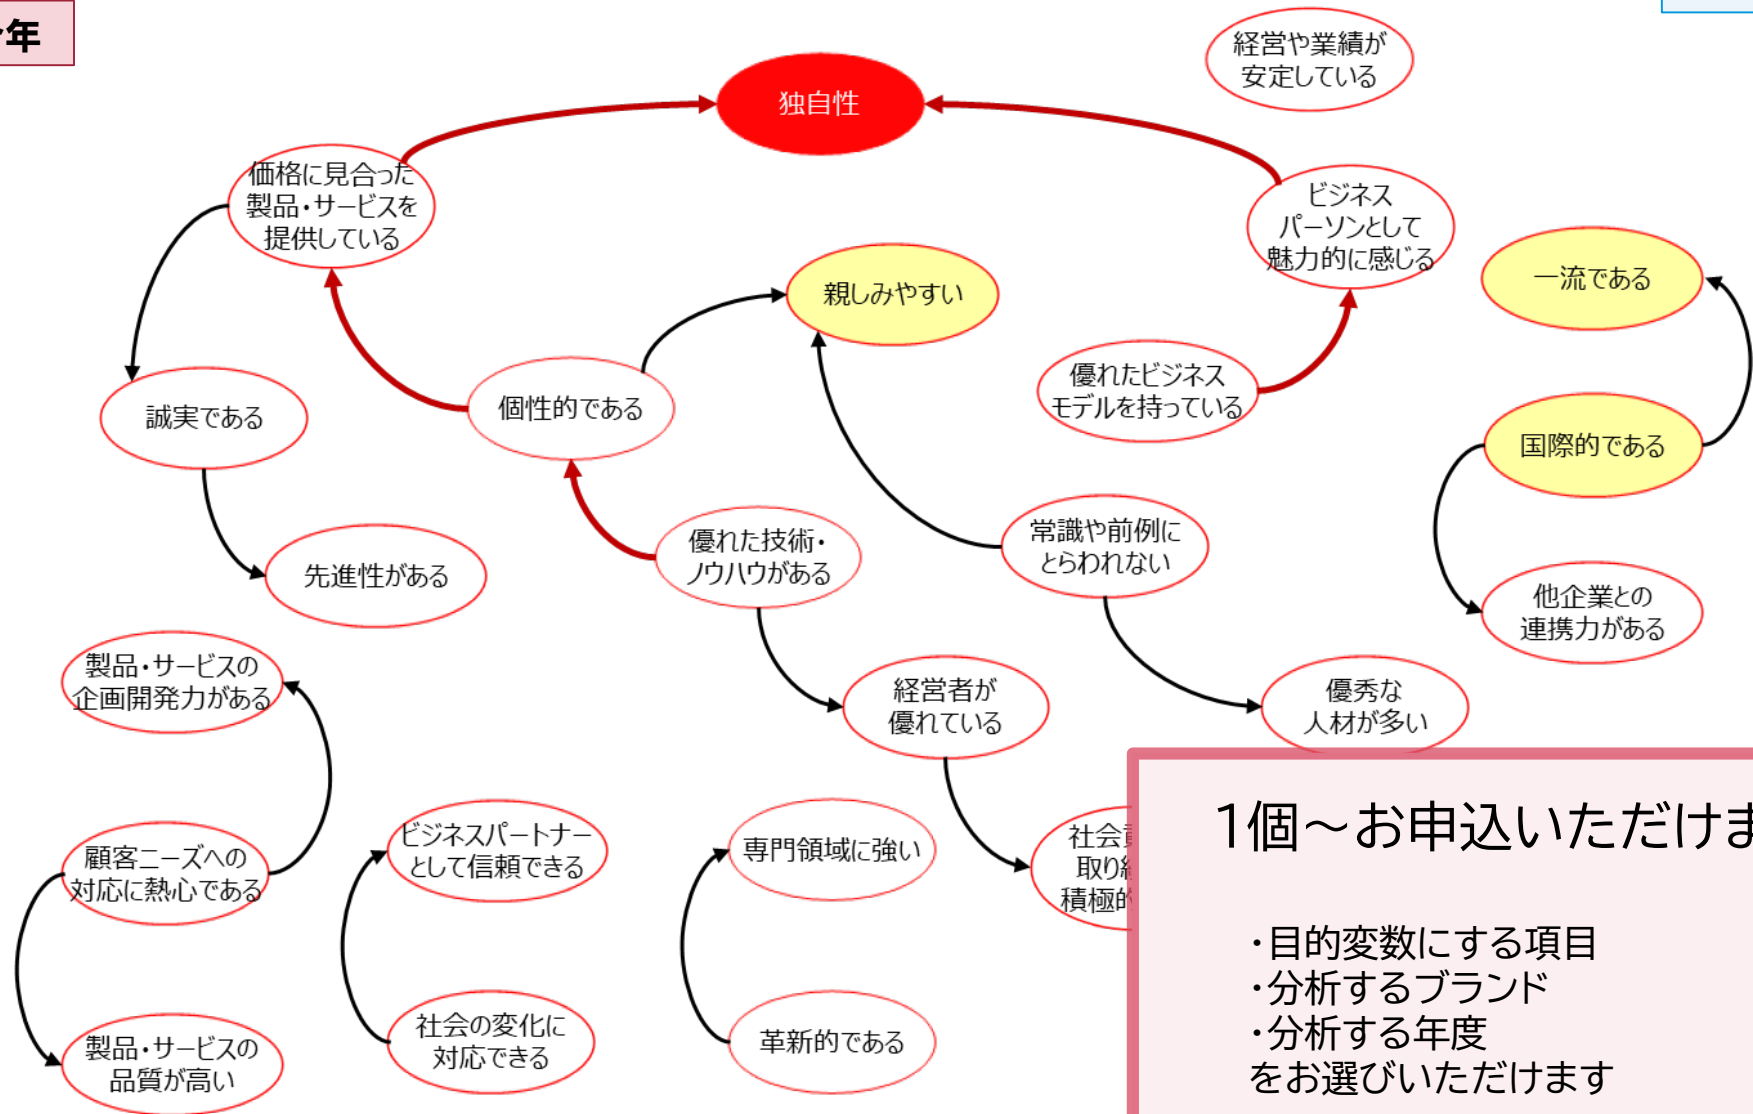 年
経営や業績が
安定している
独自性
価格に見合った
製品・サービスを
提供している
ビジネス
パーソンとして
魅力的に感じる
親しみやすい
一流である
優れたビジネス
モデルを持っている
誠実である
個性的である
国際的である
優れた技術・
ノウハウがある
常識や前例に
とらわれない
先進性がある
他企業との
連携力がある
製品・サービスの
企画開発力がある
経営者が
優れている
優秀な
人材が多い
顧客ニーズへの
対応に熱心である
ビジネスパートナー
として信頼できる
専門領域に強い
社会
取り
積極的
社会の変化に
対応できる
革新的である
製品・サービスの
品質が高い
1個～お申込いただけま
・目的変数にする項目
・分析するブランド
・分析する年度
をお選びいただけます